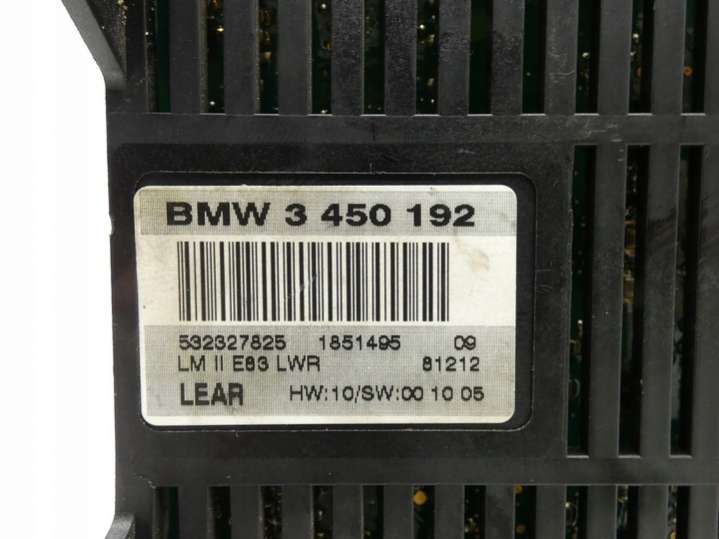 BMW 3 450 192
532327825 1851495 09
LM II E83 LWR 81212
LEAR HW:10/SW:00 10 05